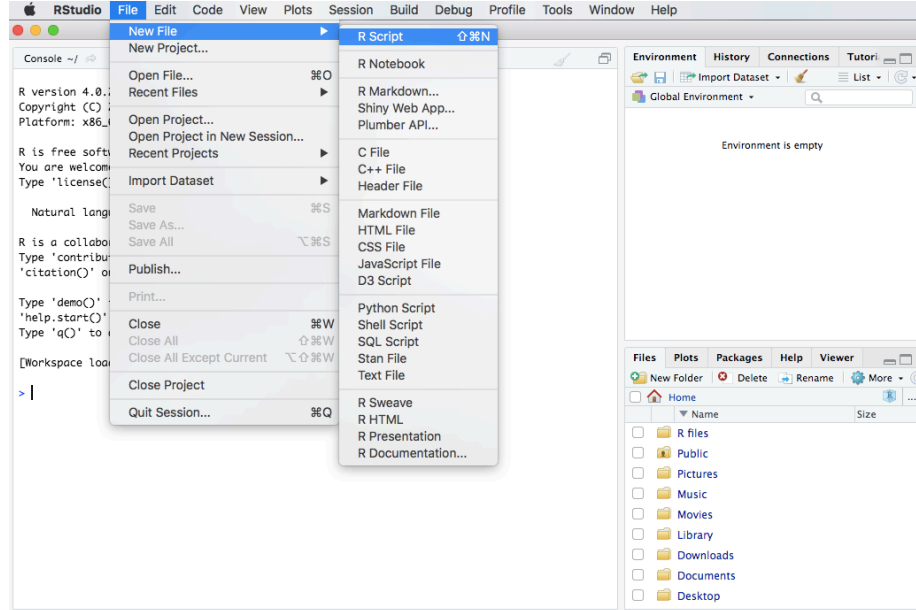 RStudio File Edit Code View Plots Session Build Debug Profile Tools Window Help
Console ~/
R version 4.0.
Copyright (C)
Platform: x86_
R is free soft
You are welcom
Type 'license(
Natural lang
R is a collabo
Type 'contribu
'citation()' o
Type 'demo()'
'help.start()'
Type 'q()' to
[Workspace loa
>
New File
New Project...
Open File... ⌘O
Recent Files
Open Project...
Open Project in New Session...
Recent Projects
Import Dataset
Save ⌘S
Save As...
Save All ⌥⌘S
Publish...
Print...
Close ⌘W
Close All ⇧⌘W
Close All Except Current ⌥⇧⌘W
Close Project
Quit Session... ⌘Q
R Script ⇧⌘N
R Notebook
R Markdown...
Shiny Web App...
Plumber API...
C File
C++ File
Header File
Markdown File
HTML File
CSS File
JavaScript File
D3 Script
Python Script
Shell Script
SQL Script
Stan File
Text File
R Sweave
R HTML
R Presentation
R Documentation...
Environment History Connections Tutori
Import Dataset List
Global Environment
Environment is empty
Files Plots Packages Help Viewer
New Folder Delete Rename More
Home R ...
Name Size
R files
Public
Pictures
Music
Movies
Library
Downloads
Documents
Desktop